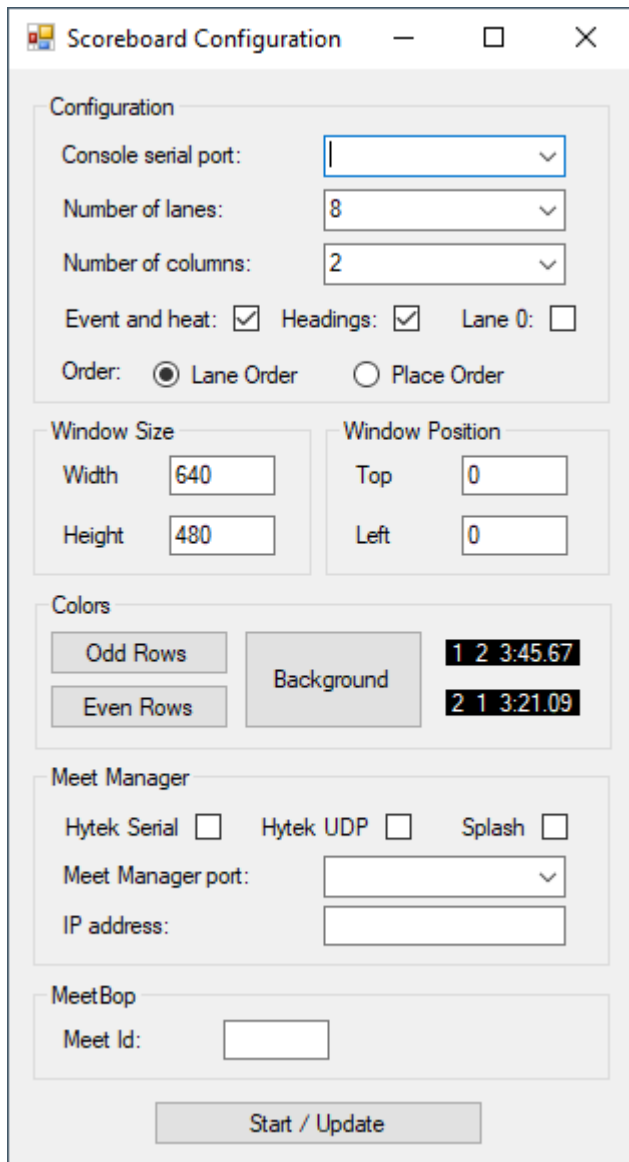 Scoreboard Configuration
Configuration
Console serial port:
Number of lanes: 8
Number of columns: 2
Event and heat: Headings: Lane 0:
Order: Lane Order Place Order
Window Size Window Position
Width 640 Top 0
Height 480 Left 0
Colors
Odd Rows Background 1 2 3:45.67
Even Rows 2 1 3:21.09
Meet Manager
Hytek Serial Hytek UDP Splash
Meet Manager port:
IP address:
MeetBop
Meet Id:
Start / Update